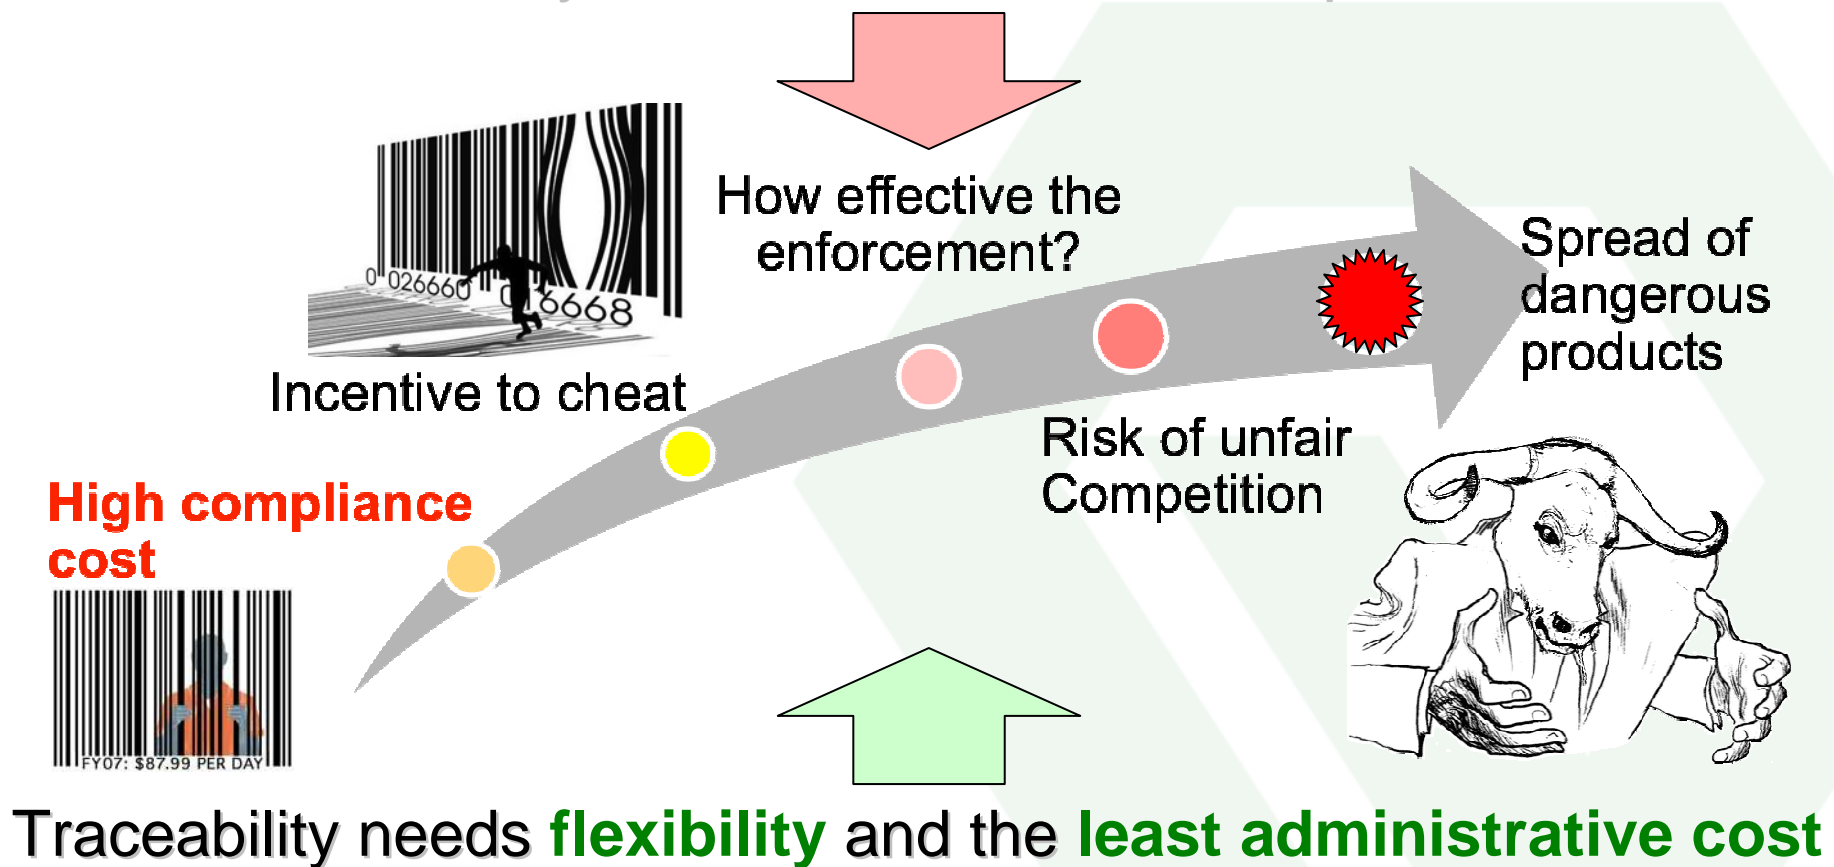 How effective the
enforcement?
0 026660 016668
Incentive to cheat
Spread of
dangerous
products
Risk of unfair
Competition
High compliance
cost
FY07: $87.99 PER DAY
Traceability needs flexibility and the least administrative cost